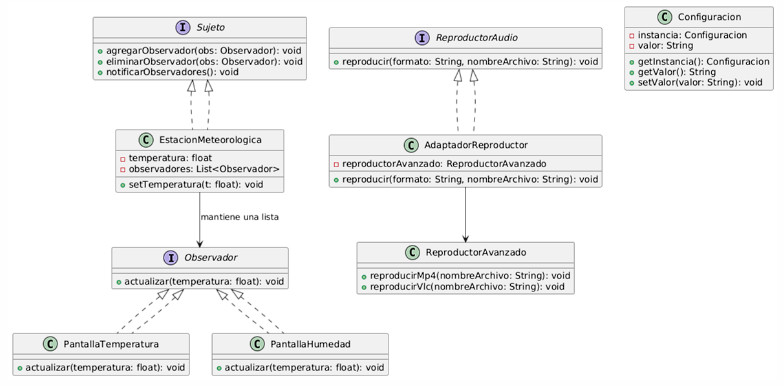 I Sujeto
agregarObservador(obs: Observador): void
eliminarObservador(obs: Observador): void
notificarObservadores(): void
C EstacionMeteorologica
temperatura: float
observadores: List<Observador>
setTemperatura(t: float): void
mantiene una lista
I Observador
actualizar(temperatura: float): void
C PantallaTemperatura
actualizar(temperatura: float): void
C PantallaHumedad
actualizar(temperatura: float): void
I ReproductorAudio
reproducir(formato: String, nombreArchivo: String): void
C AdaptadorReproductor
reproductorAvanzado: ReproductorAvanzado
reproducir(formato: String, nombreArchivo: String): void
C ReproductorAvanzado
reproducirMp4(nombreArchivo: String): void
reproducirVlc(nombreArchivo: String): void
C Configuracion
instancia: Configuracion
valor: String
getInstancia(): Configuracion
getValor(): String
setValor(valor: String): void